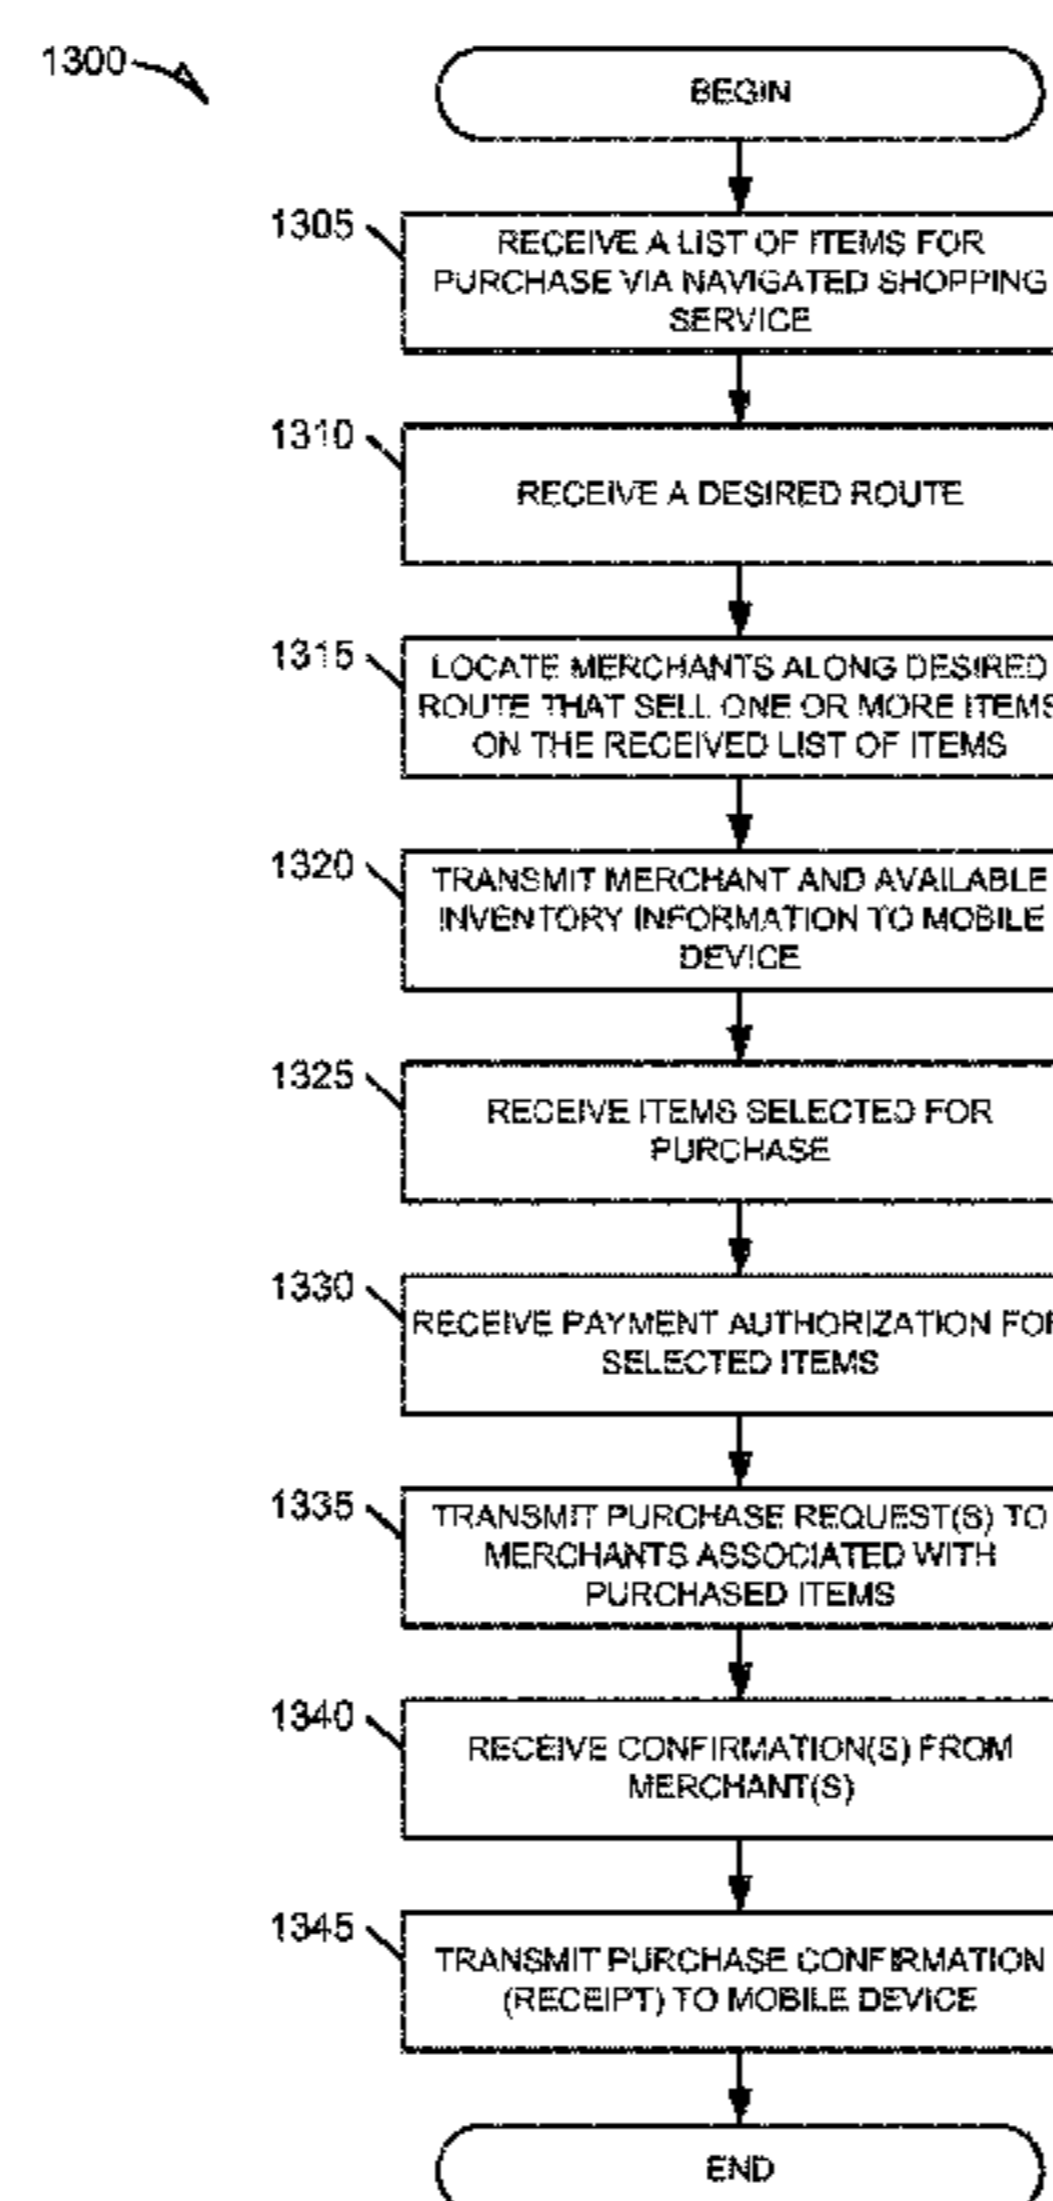 1300
BEGIN
1305
RECEIVE A LIST OF ITEMS FOR
PURCHASE VIA NAVIGATED SHOPPING
SERVICE
1310
RECEIVE A DESIRED ROUTE
1315
LOCATE MERCHANTS ALONG DESIRED
ROUTE THAT SELL ONE OR MORE ITEMS
ON THE RECEIVED LIST OF ITEMS
1320
TRANSMIT MERCHANT AND AVAILABLE
INVENTORY INFORMATION TO MOBILE
DEVICE
1325
RECEIVE ITEMS SELECTED FOR
PURCHASE
1330
RECEIVE PAYMENT AUTHORIZATION FOR
SELECTED ITEMS
1335
TRANSMIT PURCHASE REQUEST(S) TO
MERCHANTS ASSOCIATED WITH
PURCHASED ITEMS
1340
RECEIVE CONFIRMATION(S) FROM
MERCHANT(S)
1345
TRANSMIT PURCHASE CONFIRMATION
(RECEIPT) TO MOBILE DEVICE
END